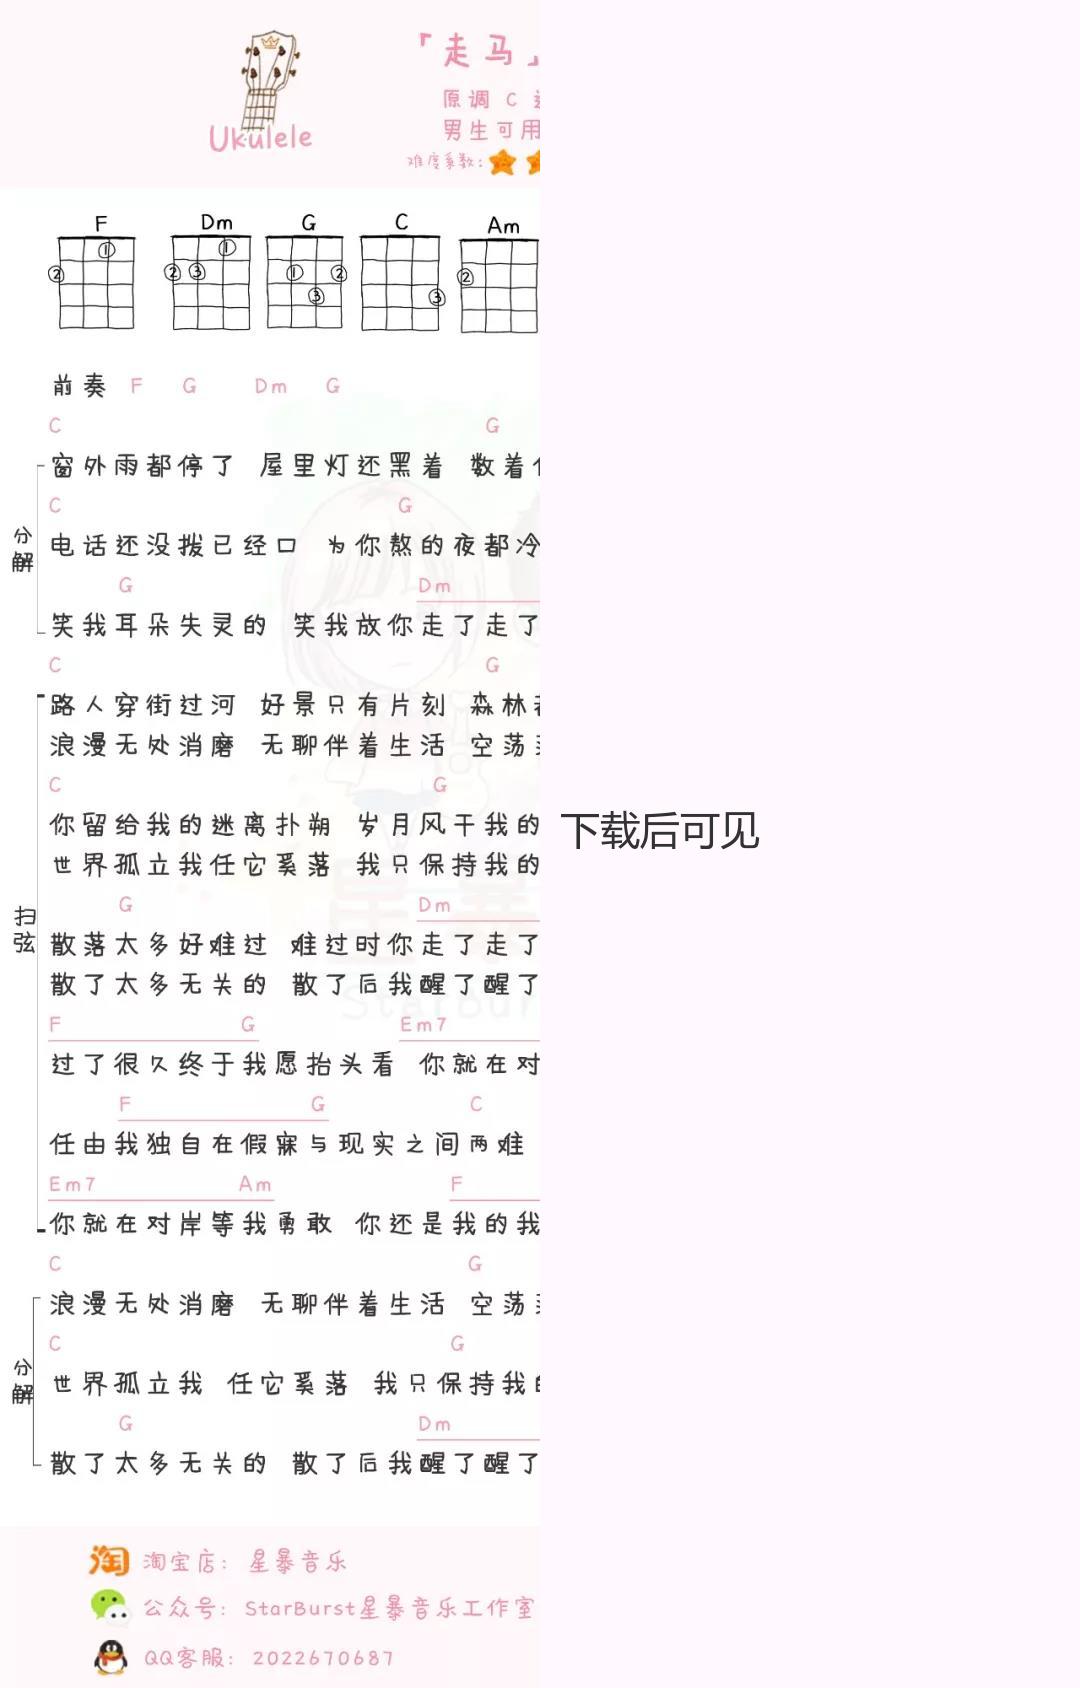 Ukulele
「走马」
原调 C
男生可用
难度系数:
F Dm G C Am
前奏 F G Dm G
C G
窗外雨都停了 屋里灯还黑着 数着
C G
电话还没拨已经口 为你熬的夜都冷
G Dm
笑我耳朵失灵的 笑我放你走了走了
C G
路人穿街过河 好景只有片刻 森林
浪漫无处消磨 无聊伴着生活 空荡
C G
你留给我的迷离扑朔 岁月风干我的
世界孤立我任它奚落 我只保持我的
G Dm
散落太多好难过 难过时你走了走了
散了太多无关的 散了后我醒了醒了
F G Em7
过了很久终于我愿抬头看 你就在对
F G C
任由我独自在假寐与现实之间两难
Em7 Am F
你就在对岸等我勇敢 你还是我的我
C G
浪漫无处消磨 无聊伴着生活 空荡
C G
世界孤立我 任它奚落 我只保持我
G Dm
散了太多无关的 散了后我醒了醒了
分解
扫弦
分解
下载后可见
星暴
StarBur
淘 淘宝店: 星暴音乐
公众号: StarBurst星暴音乐工作室
QQ客服: 2022670687